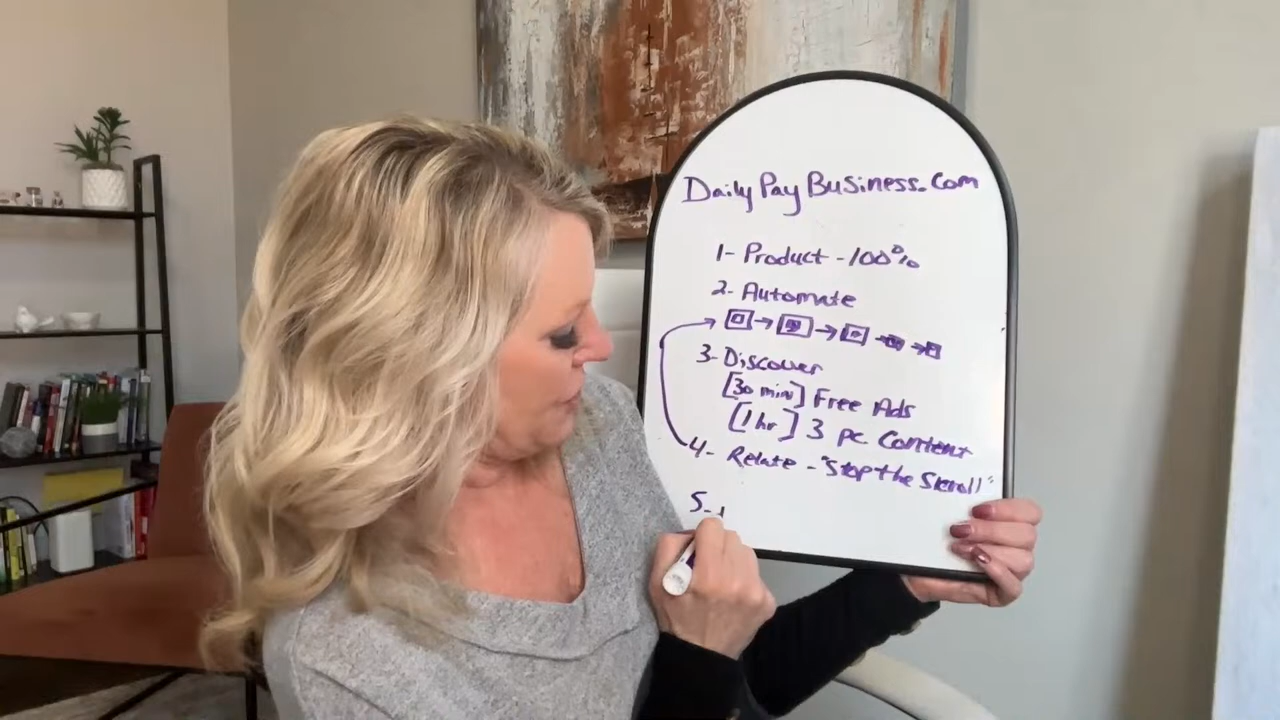 DailyPayBusiness.com
1- Product - 100%
2- Automate
3- Discover
[30 min] Free Ads
[1 hr] 3 pc Content
4- Relate - "Stop the Scroll"
5-